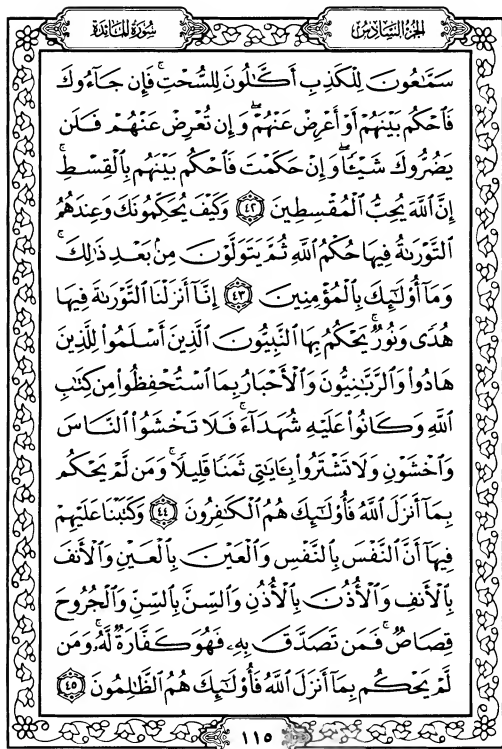 الجزء السادس
سورة المائدة
سَمَّٰعُونَ لِلْكَذِبِ أَكَّٰلُونَ لِلسُّحْتِ ۚ فَإِن جَآءُوكَ
فَٱحْكُم بَيْنَهُمْ أَوْ أَعْرِضْ عَنْهُمْ ۖ وَإِن تُعْرِضْ عَنْهُمْ فَلَن
يَضُرُّوكَ شَيْـًٔا ۖ وَإِنْ حَكَمْتَ فَٱحْكُم بَيْنَهُم بِٱلْقِسْطِ ۚ
إِنَّ ٱللَّهَ يُحِبُّ ٱلْمُقْسِطِينَ ٤٢ وَكَيْفَ يُحَكِّمُونَكَ وَعِندَهُمُ
ٱلتَّوْرَىٰةُ فِيهَا حُكْمُ ٱللَّهِ ثُمَّ يَتَوَلَّوْنَ مِنۢ بَعْدِ ذَٰلِكَ ۚ
وَمَآ أُو۟لَٰٓئِكَ بِٱلْمُؤْمِنِينَ ٤٣ إِنَّآ أَنزَلْنَا ٱلتَّوْرَىٰةَ فِيهَا
هُدًى وَنُورٌ ۚ يَحْكُمُ بِهَا ٱلنَّبِيُّونَ ٱلَّذِينَ أَسْلَمُوا۟ لِلَّذِينَ
هَادُوا۟ وَٱلرَّبَّٰنِيُّونَ وَٱلْأَحْبَارُ بِمَا ٱسْتُحْفِظُوا۟ مِن كِتَٰبِ
ٱللَّهِ وَكَانُوا۟ عَلَيْهِ شُهَدَآءَ ۚ فَلَا تَخْشَوُا۟ ٱلنَّاسَ
وَٱخْشَوْنِ وَلَا تَشْتَرُوا۟ بِـَٔايَٰتِى ثَمَنًا قَلِيلًا ۚ وَمَن لَّمْ يَحْكُم
بِمَآ أَنزَلَ ٱللَّهُ فَأُو۟لَٰٓئِكَ هُمُ ٱلْكَٰفِرُونَ ٤٤ وَكَتَبْنَا عَلَيْهِمْ
فِيهَآ أَنَّ ٱلنَّفْسَ بِٱلنَّفْسِ وَٱلْعَيْنَ بِٱلْعَيْنِ وَٱلْأَنفَ
بِٱلْأَنفِ وَٱلْأُذُنَ بِٱلْأُذُنِ وَٱلسِّنَّ بِٱلسِّنِّ وَٱلْجُرُوحَ
قِصَاصٌ ۚ فَمَن تَصَدَّقَ بِهِۦ فَهُوَ كَفَّارَةٌ لَّهُۥ ۚ وَمَن
لَّمْ يَحْكُم بِمَآ أَنزَلَ ٱللَّهُ فَأُو۟لَٰٓئِكَ هُمُ ٱلظَّٰلِمُونَ ٤٥
١١٥